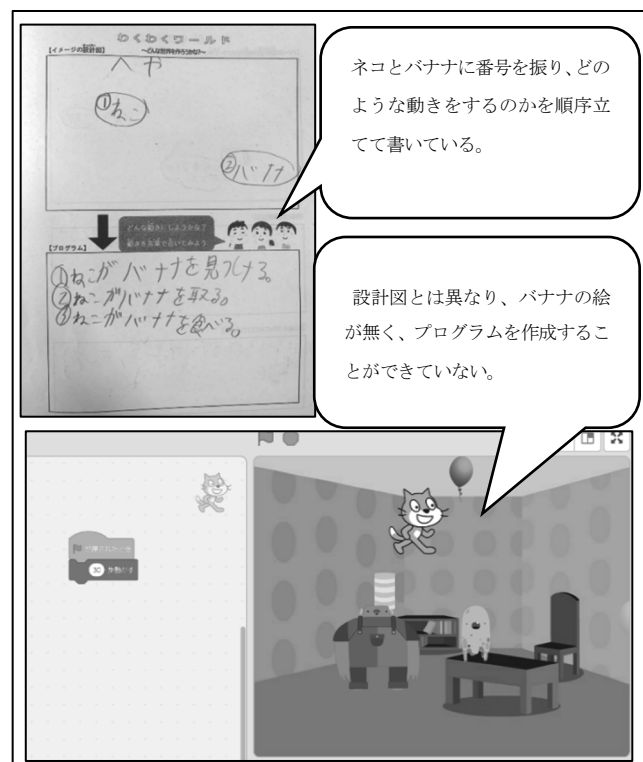 わくわくワールド
【イメージの設計図】
~どんな世界を作ろうかな?~
へや
①ねこ
②バナナ
どんな動きにしようかな?
動きを言葉で書いてみよう
【プログラム】
①ねこがバナナを見つける。
②ねこがバナナを取る。
③ねこがバナナを食べる。
ネコとバナナに番号を振り、どの
ような動きをするのかを順序立
てて書いている。
設計図とは異なり、バナナの絵
が無く、プログラムを作成するこ
とができていない。
が押されたとき
30 歩動かす